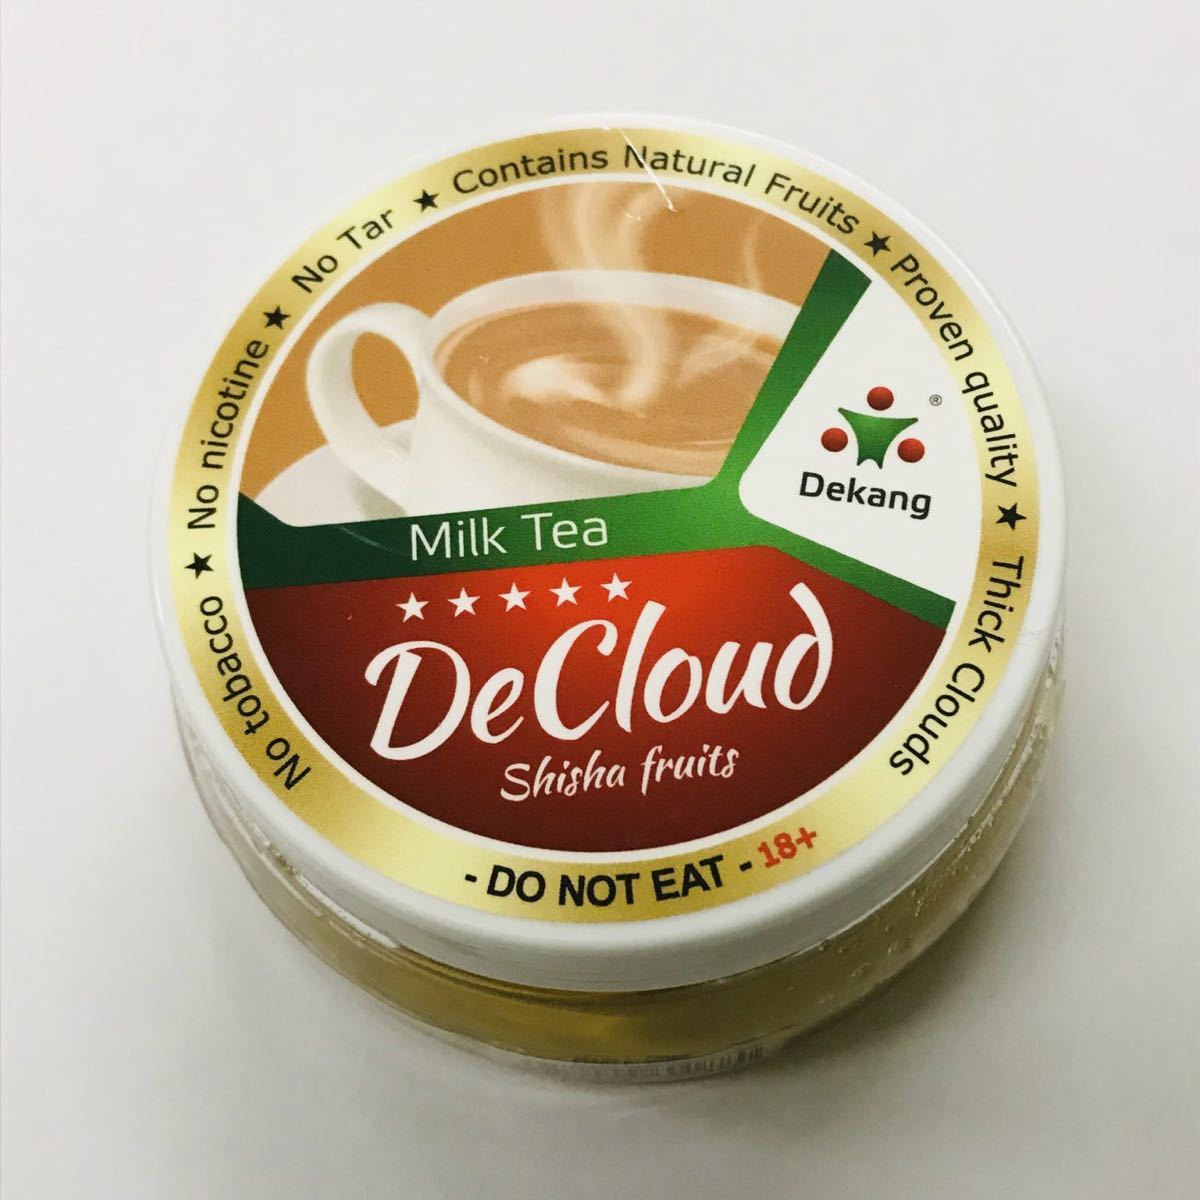 No tobacco ★ No nicotine ★ No Tar ★ Contains Natural Fruits ★ Proven quality ★ Thick Clouds
Dekang®
Milk Tea
★★★★★
DeCloud
Shisha fruits
- DO NOT EAT - 18+